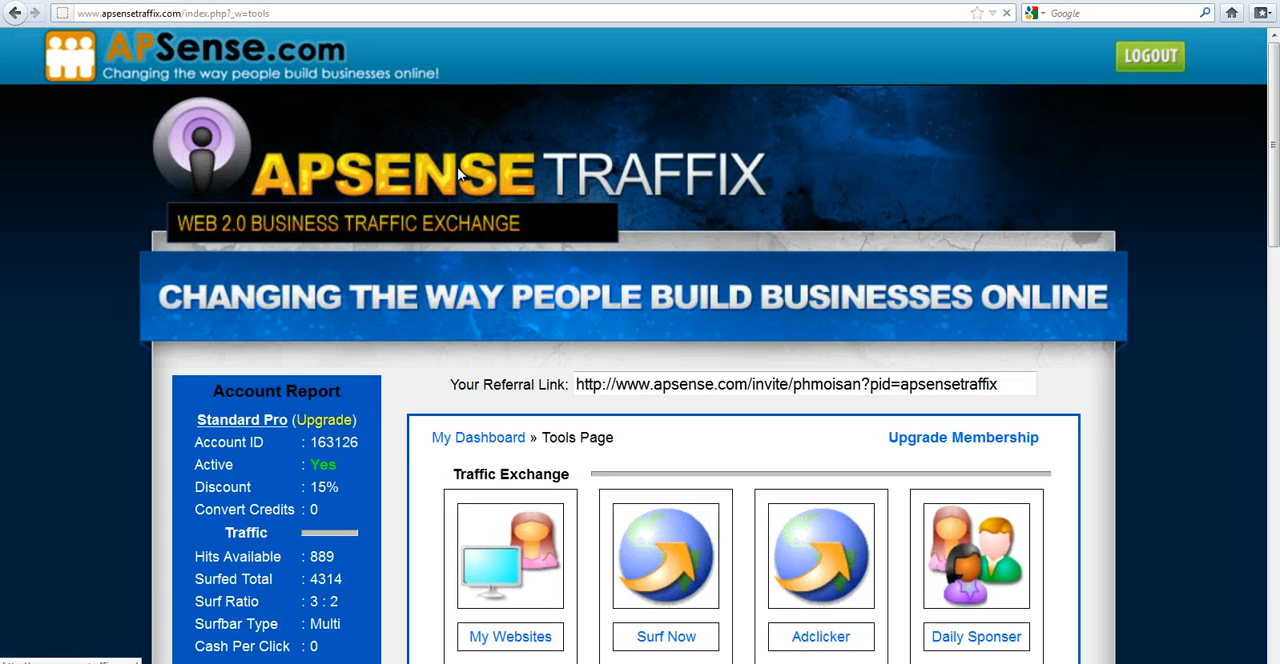 www.apsensetraffix.com/index.php?_w=tools
Google
APSense.com
Changing the way people build businesses online!
LOGOUT
APSENSE TRAFFIX
WEB 2.0 BUSINESS TRAFFIC EXCHANGE
CHANGING THE WAY PEOPLE BUILD BUSINESSES ONLINE
Account Report
Standard Pro (Upgrade)
Account ID : 163126
Active : Yes
Discount : 15%
Convert Credits : 0
Traffic
Hits Available : 889
Surfed Total : 4314
Surf Ratio : 3 : 2
Surfbar Type : Multi
Cash Per Click : 0
Your Referral Link: http://www.apsense.com/invite/phmoisan?pid=apsensetraffix
My Dashboard » Tools Page
Upgrade Membership
Traffic Exchange
My Websites
Surf Now
Adclicker
Daily Sponser